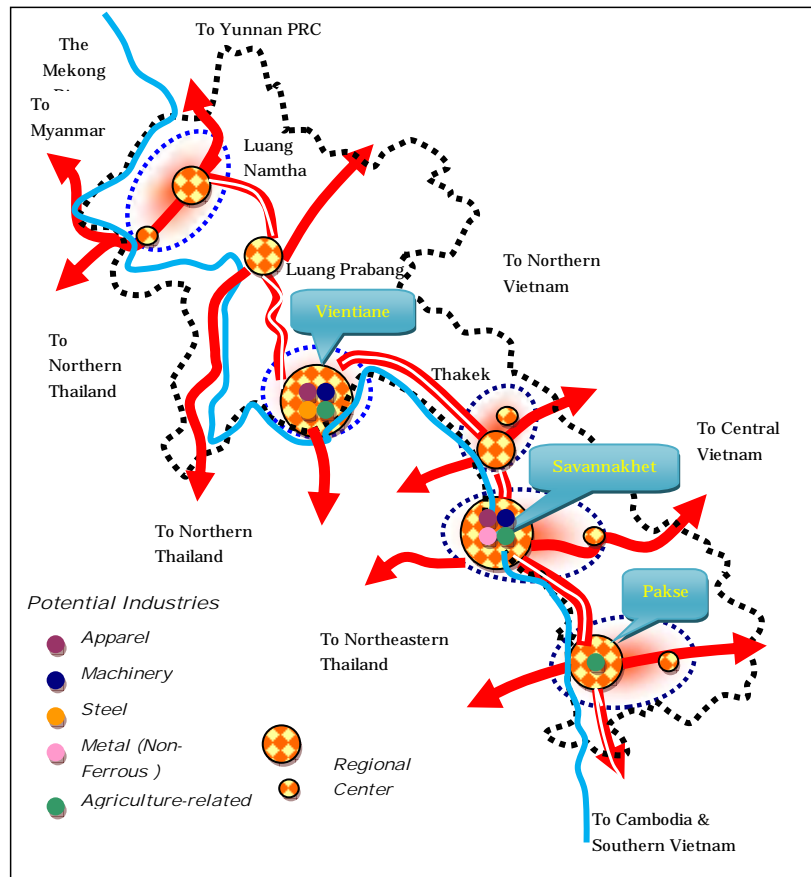 To Yunnan PRC
The
Mekong
To
Myanmar
Luang
Namtha
Luang Prabang
To Northern
Vietnam
Vientiane
To
Northern
Thailand
Thakek
To Central
Vietnam
Savannakhet
To Northern
Thailand
Pakse
To Northeastern
Thailand
Potential Industries
Apparel
Machinery
Steel
Metal (Non-
Ferrous )
Agriculture-related
Regional
Center
To Cambodia &
Southern Vietnam